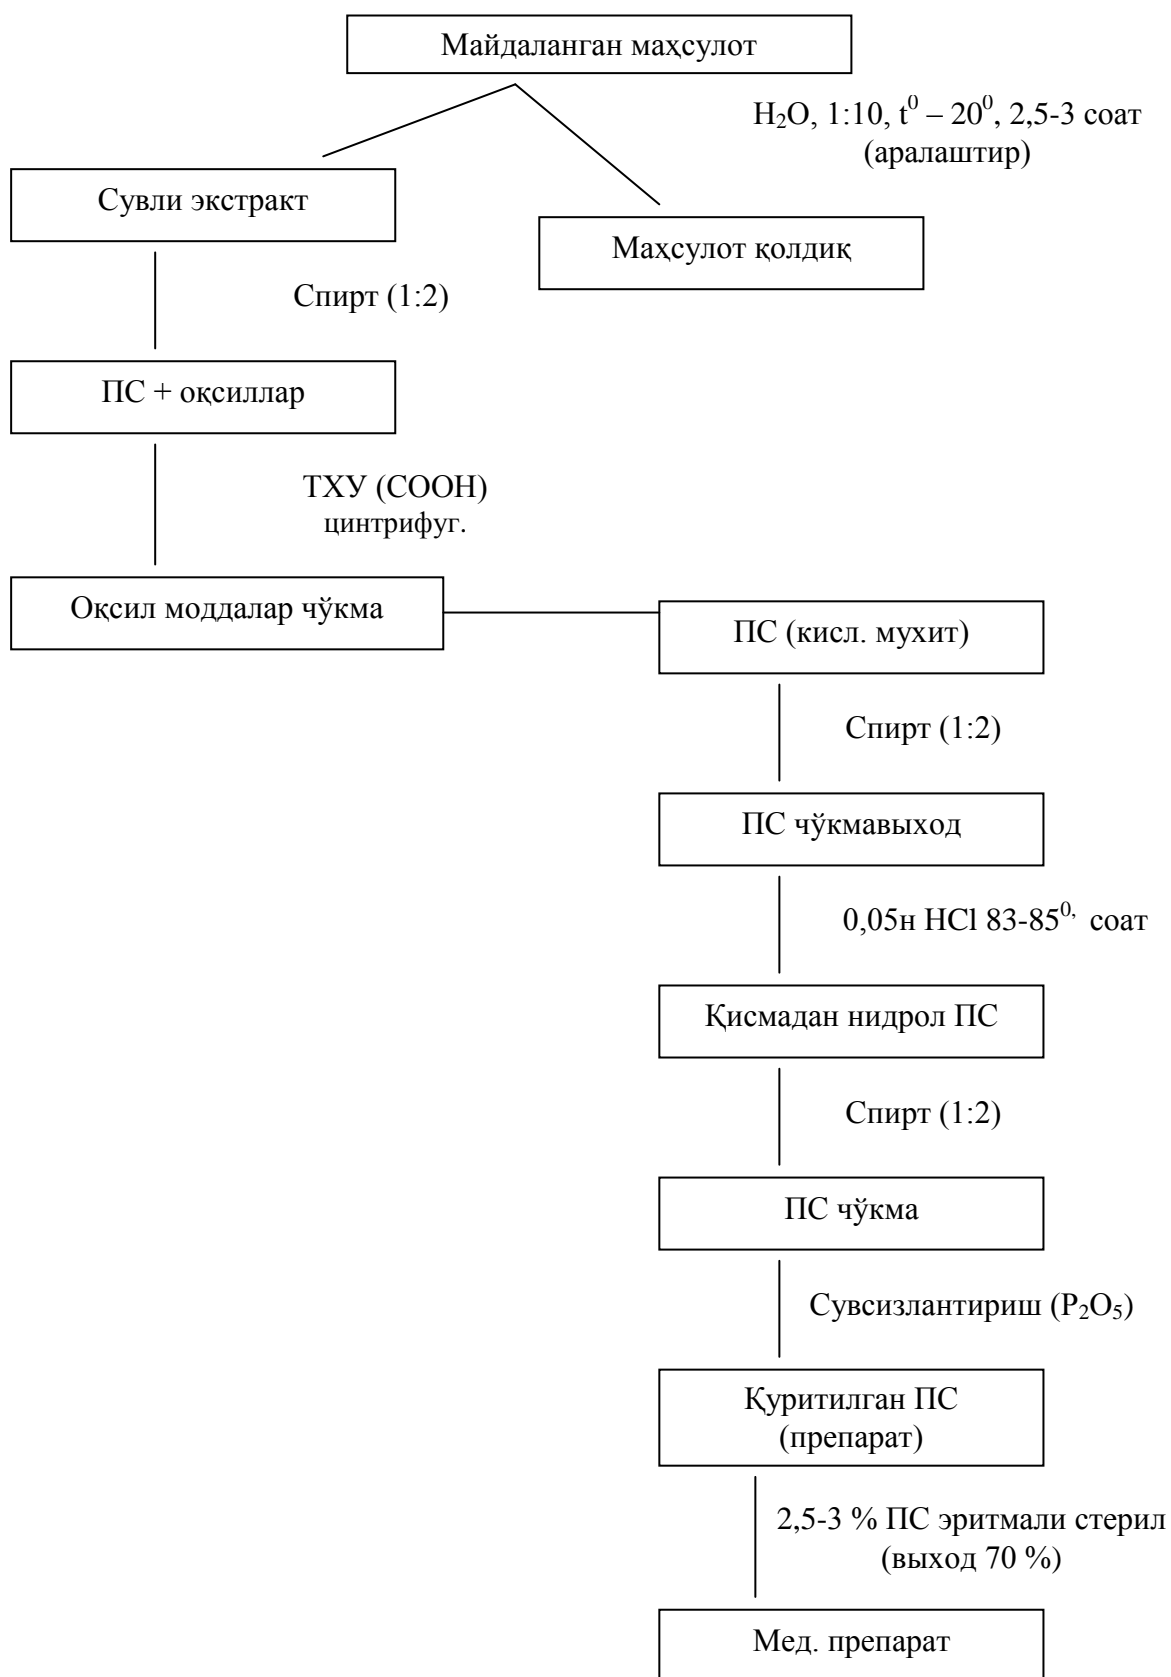 Майдаланган маҳсулот
H₂O, 1:10, t⁰ – 20⁰, 2,5-3 соат
(аралаштир)
Сувли экстракт
Маҳсулот қолдиқ
Спирт (1:2)
ПС + оқсиллар
ТХУ (СООН)
цинтрифуг.
Оқсил моддалар чўкма
ПС (кисл. мухит)
Спирт (1:2)
ПС чўкмавыход
0,05н HCl 83-85⁰, соат
Қисмадан нидрол ПС
Спирт (1:2)
ПС чўкма
Сувсизлантириш (P₂O₅)
Қуритилган ПС
(препарат)
2,5-3 % ПС эритмали стерил
(выход 70 %)
Мед. препарат